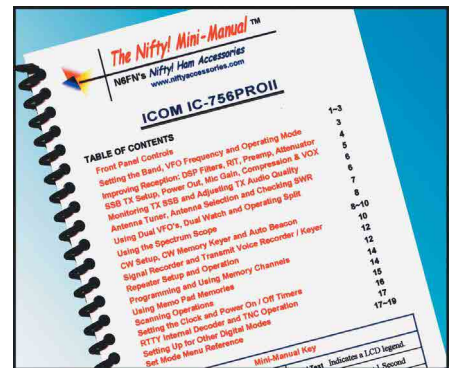 The Nifty! Mini-Manual TM
N6FN's Nifty! Ham Accessories
www.niftyaccessories.com
ICOM IC-756PROII
TABLE OF CONTENTS
Front Panel Controls 1-3
Setting the Band, VFO Frequency and Operating Mode 3
Improving Reception: DSP Filters, RIT, Preamp, Attenuator 4
SSB TX Setup, Power Out, Mic Gain, Compression & VOX 5
Monitoring TX SSB and Adjusting TX Audio Quality 6
Antenna Tuner, Antenna Selection and Checking SWR 6
Using Dual VFO's, Dual Watch and Operating Split 7
Using the Spectrum Scope 8
CW Setup, CW Memory Keyer and Auto Beacon 8-10
Signal Recorder and Transmit Voice Recorder / Keyer 10
Repeater Setup and Operation 12
Programming and Using Memory Channels 12
Using Memo Pad Memories 14
Scanning Operations 14
Setting the Clock and Power On / Off Timers 15
RTTY Internal Decoder and TNC Operation 16
Setting Up for Other Digital Modes 17
Set Mode Menu Reference 17-19
Mini-Manual Key
Text Indicates a LCD legend.
Second